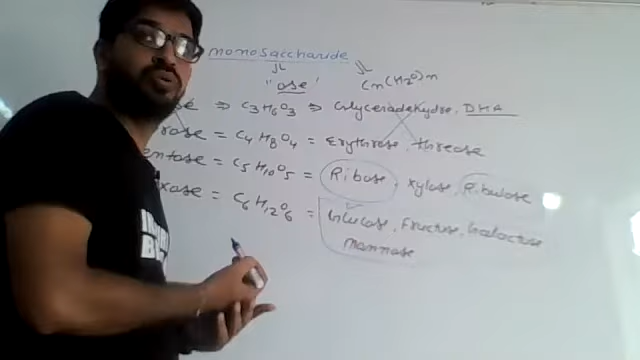 monosaccharide
"ose" Cn(H2O)n
ose ⇒ C3H6O3 ⇒ Glyceraldehyde, DHA
rose = C4H8O4 = Erythrose, threose
entose = C5H10O5 = Ribose, xylose, Ribulose
xose = C6H12O6 = Glucose, Fructose, Galactose
mannose